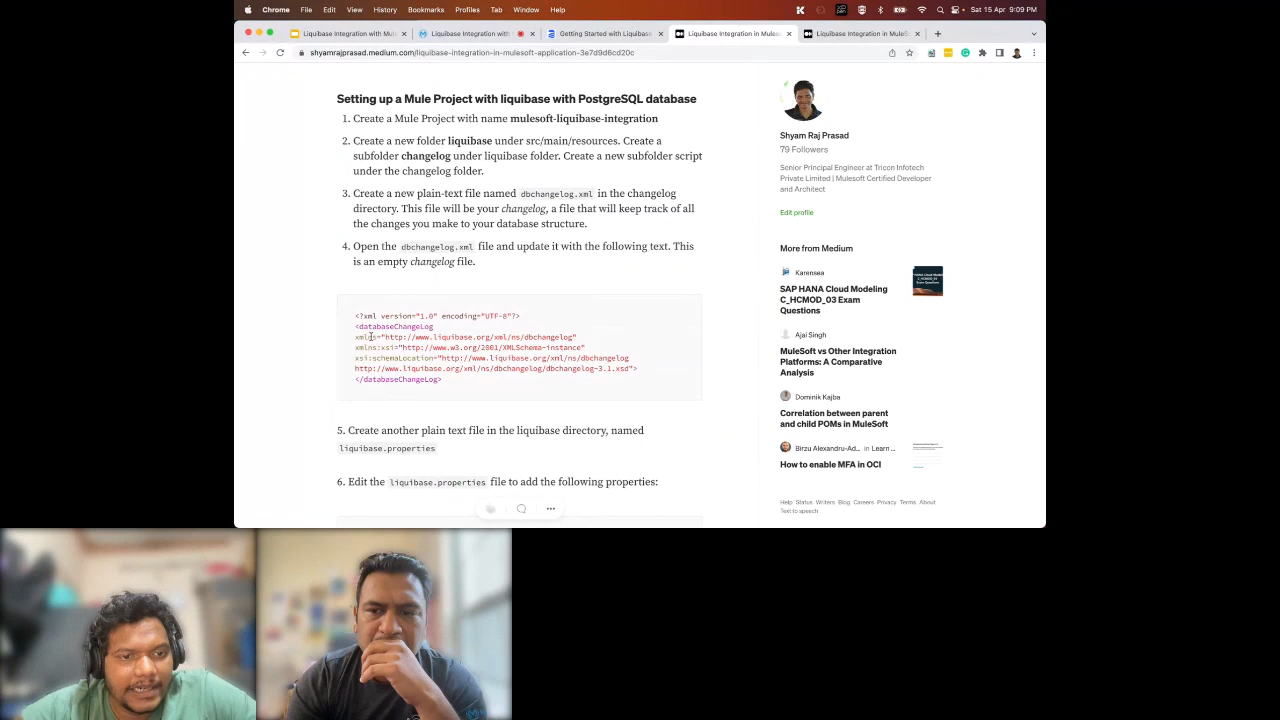 Chrome File Edit View History Bookmarks Profiles Tab Window Help
Sat 15 Apr 9:09 PM
Liquibase Integration with Mul
Liquibase Integration with
Getting Started with Liquibase
Liquibase Integration in Mules
Liquibase Integration in MuleS
shyamrajprasad.medium.com/liquibase-integration-in-mulesoft-application-3e7d9d6cd20c
Setting up a Mule Project with liquibase with PostgreSQL database
1. Create a Mule Project with name mulesoft-liquibase-integration
2. Create a new folder liquibase under src/main/resources. Create a
subfolder changelog under liquibase folder. Create a new subfolder script
under the changelog folder.
3. Create a new plain-text file named dbchangelog.xml in the changelog
directory. This file will be your changelog, a file that will keep track of all
the changes you make to your database structure.
4. Open the dbchangelog.xml file and update it with the following text. This
is an empty changelog file.
<?xml version="1.0" encoding="UTF-8"?>
<databaseChangeLog
xmlns="http://www.liquibase.org/xml/ns/dbchangelog"
xmlns:xsi="http://www.w3.org/2001/XMLSchema-instance"
xsi:schemaLocation="http://www.liquibase.org/xml/ns/dbchangelog
http://www.liquibase.org/xml/ns/dbchangelog/dbchangelog-3.1.xsd">
</databaseChangeLog>
5. Create another plain text file in the liquibase directory, named
liquibase.properties
6. Edit the liquibase.properties file to add the following properties:
Shyam Raj Prasad
79 Followers
Senior Principal Engineer at Tricon Infotech
Private Limited | Mulesoft Certified Developer
and Architect
Edit profile
More from Medium
Karensea
SAP HANA Cloud Modeling
C_HCMOD_03 Exam
Questions
Ajai Singh
MuleSoft vs Other Integration
Platforms: A Comparative
Analysis
Dominik Kajba
Correlation between parent
and child POMs in MuleSoft
Birzu Alexandru-Ad... in Learn ...
How to enable MFA in OCI
Help Status Writers Blog Careers Privacy Terms About
Text to speech